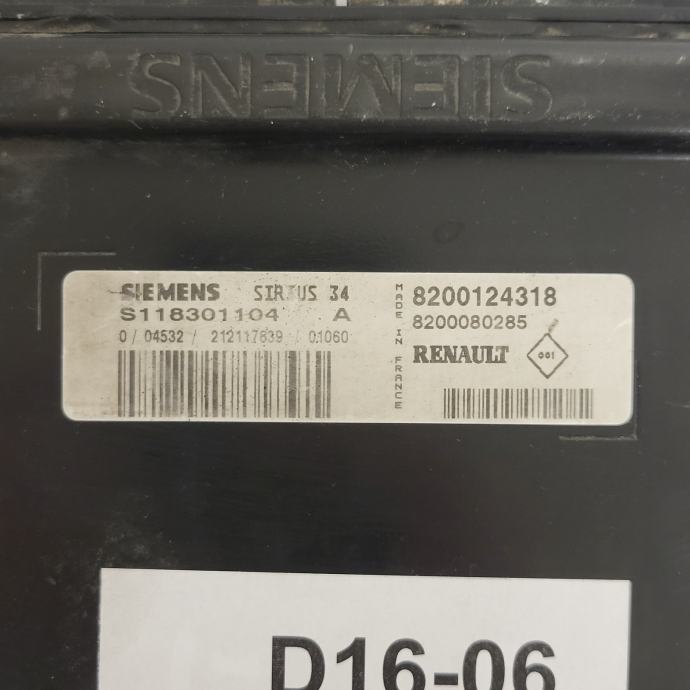 SIEMENS
SIEMENS SIRIUS 34
S118301104 A
0 / 04532 / 212117639 / 01060
MADE IN FRANCE
8200124318
8200080285
RENAULT 001
D16-06